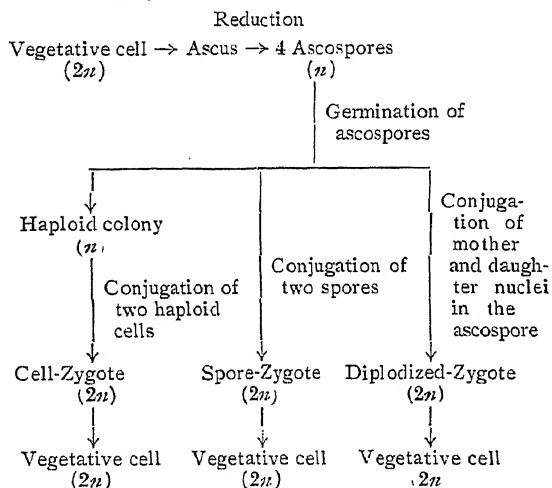 Reduction
Vegetative cell → Ascus → 4 Ascospores
(2n) (n)
Germination of
ascospores
Haploid colony
(n,
Conjugation of
two haploid
cells
Conjugation of
two spores
Conjuga-
tion of
mother
and daugh-
ter nuclei
in the
ascospore
Cell-Zygote Spore-Zygote Diplodized-Zygote
(2n) (2n) (2n)
Vegetative cell Vegetative cell Vegetative cell
(2n) (2n) 2n